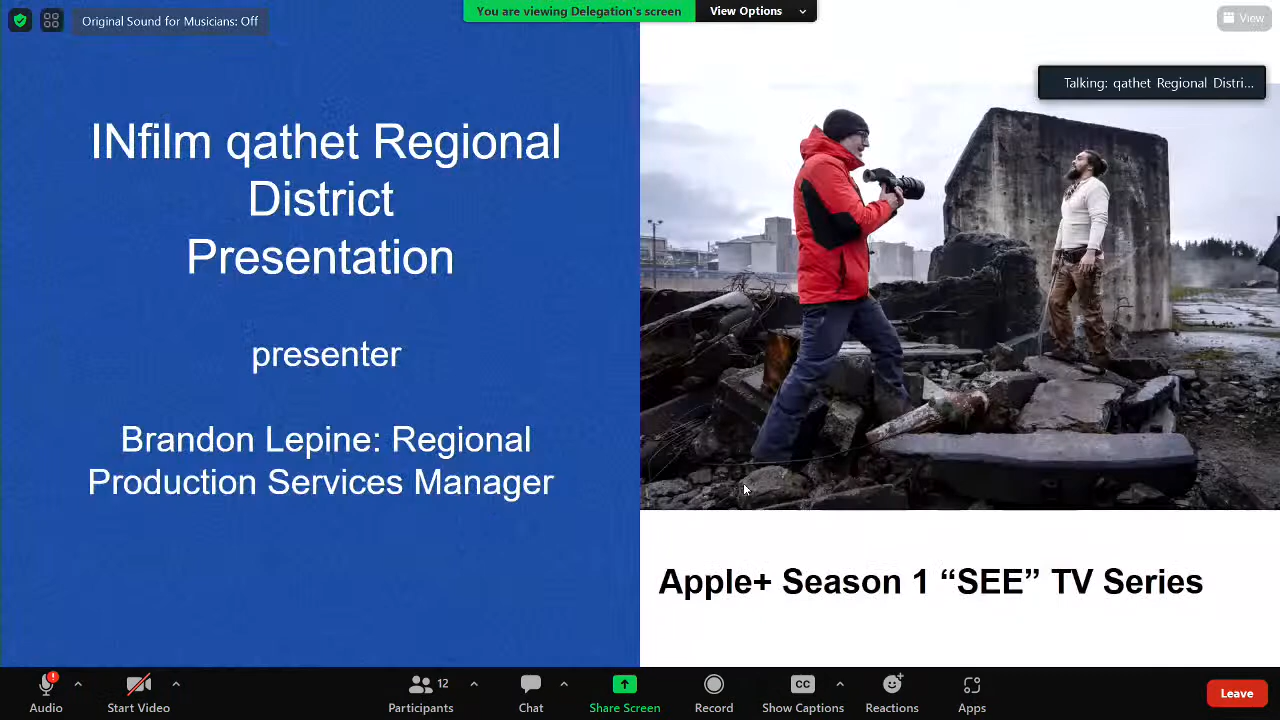 Original Sound for Musicians: Off
You are viewing Delegation's screen
View Options
View
Talking: qathet Regional Distri...
INfilm qathet Regional
District
Presentation
presenter
Brandon Lepine: Regional
Production Services Manager
Apple+ Season 1 “SEE” TV Series
Audio
Start Video
12
Participants
Chat
Share Screen
Record
CC
Show Captions
Reactions
Apps
Leave